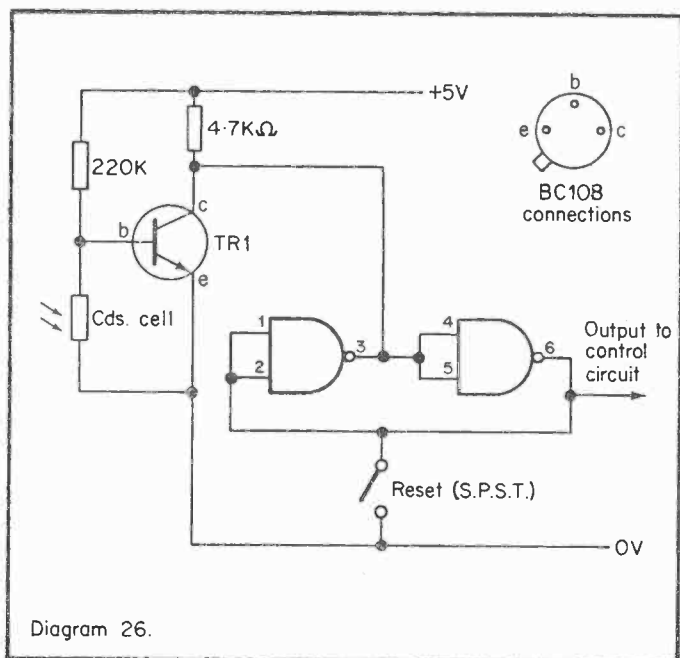 +5V
4·7KΩ
220K
b
c
e
TR1
Cds. cell
b
e
c
BC108
connections
1
2
3
4
5
6
Output to
control
circuit
Reset (S.P.S.T.)
0V
Diagram 26.